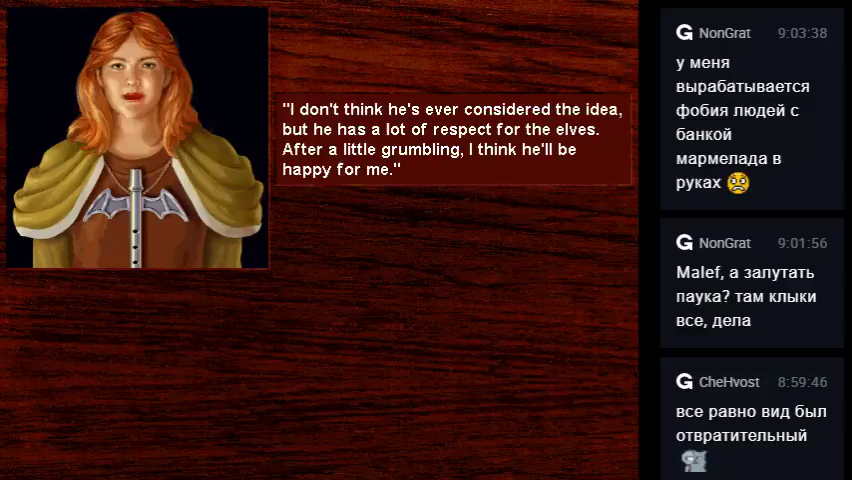 "I don't think he's ever considered the idea,
but he has a lot of respect for the elves.
After a little grumbling, I think he'll be
happy for me."
G NonGrat 9:03:38
у меня
вырабатывается
фобия людей с
банкой
мармелада в
руках
G NonGrat 9:01:56
Malef, а залутать
паука? там клыки
все, дела
G CheHvost 8:59:46
все равно вид был
отвратительный